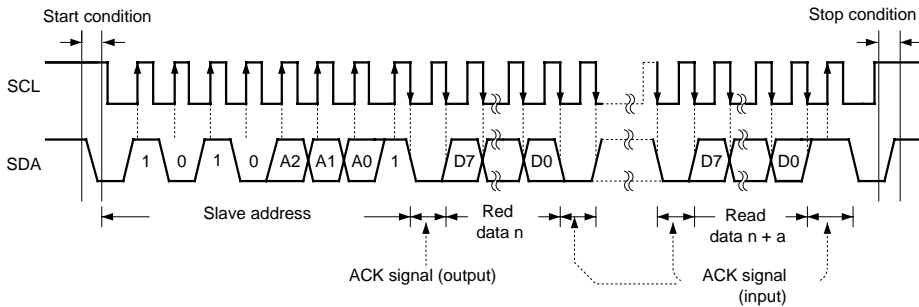 Start condition
Stop condition
SCL
SDA
1 0 1 0 A2 A1 A0 1 D7 D0 D7 D0
Slave address
Red
data n
Read
data n + a
ACK signal (output)
ACK signal
(input)